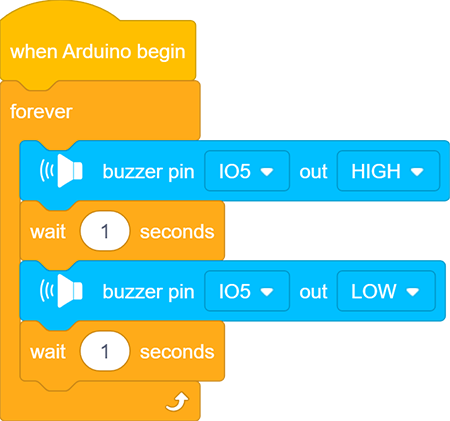 when Arduino begin
forever
buzzer pin IO5 out HIGH
wait 1 seconds
buzzer pin IO5 out LOW
wait 1 seconds